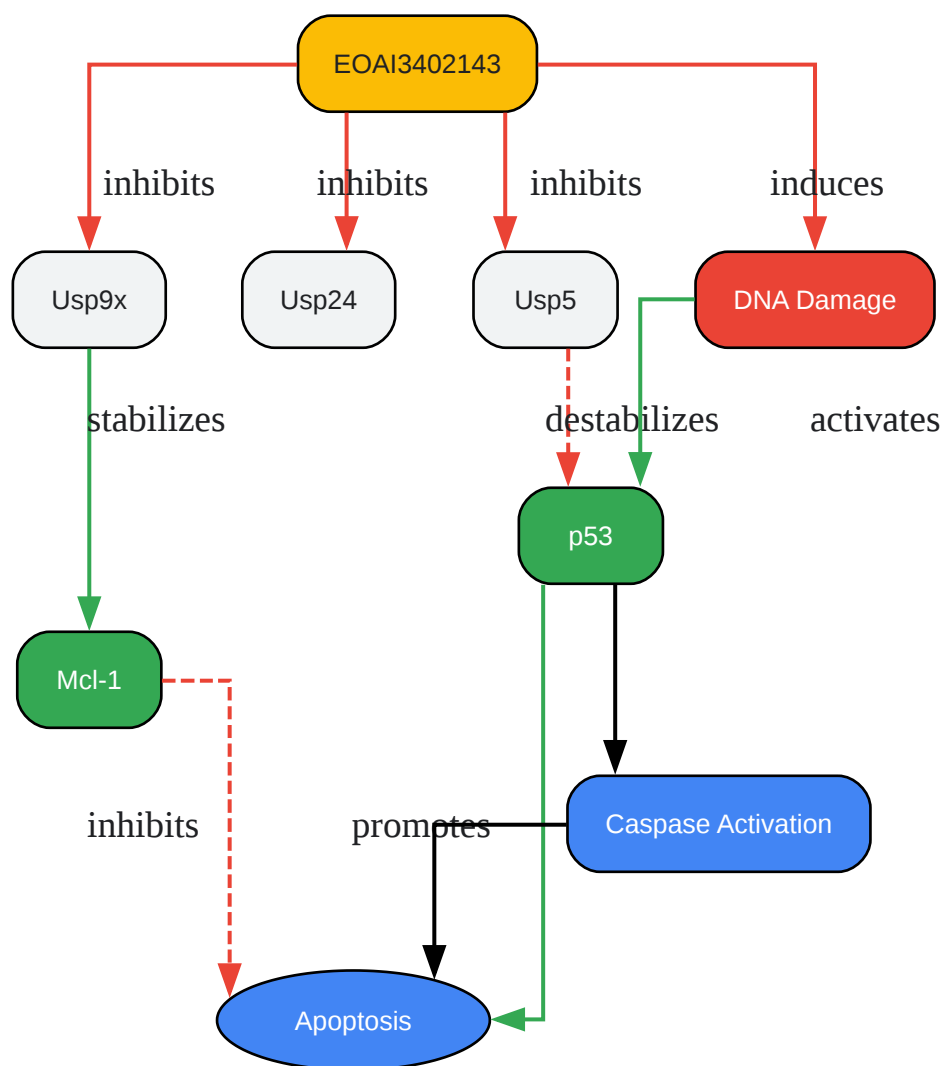 EOAI3402143
inhibits
inhibits
inhibits
induces
Usp9x
Usp24
Usp5
DNA Damage
stabilizes
destabilizes
activates
p53
Mcl-1
inhibits
promotes
Caspase Activation
Apoptosis